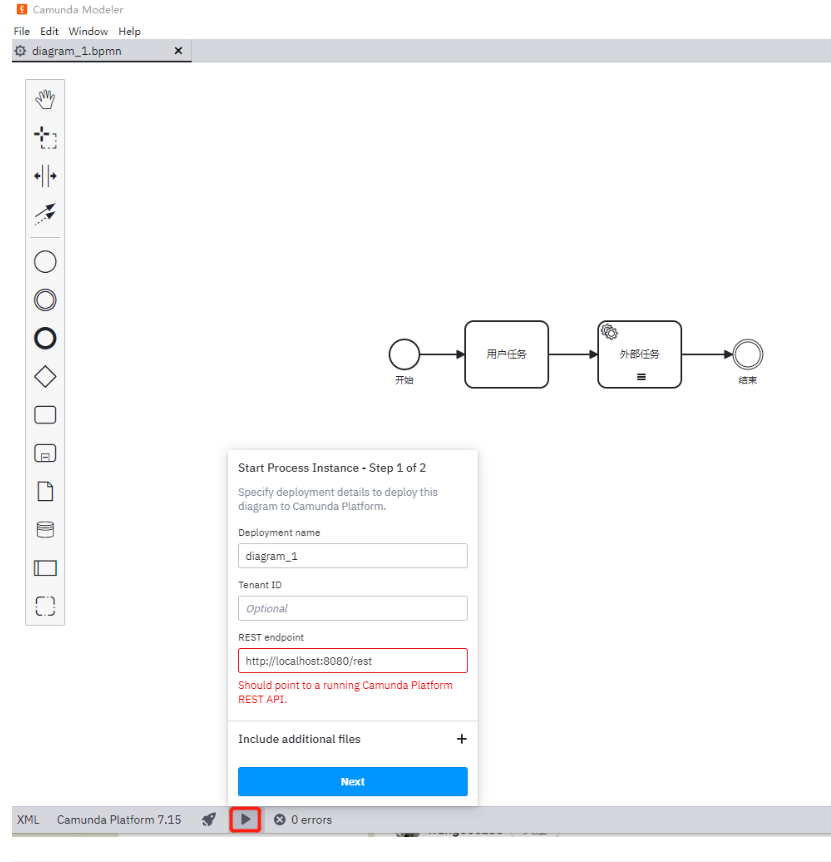 Camunda Modeler
File Edit Window Help
diagram_1.bpmn
开始
用户任务
外部任务
结束
Start Process Instance - Step 1 of 2
Specify deployment details to deploy this
diagram to Camunda Platform.
Deployment name
diagram_1
Tenant ID
Optional
REST endpoint
http://localhost:8080/rest
Should point to a running Camunda Platform
REST API.
Include additional files
Next
XML Camunda Platform 7.15 0 errors